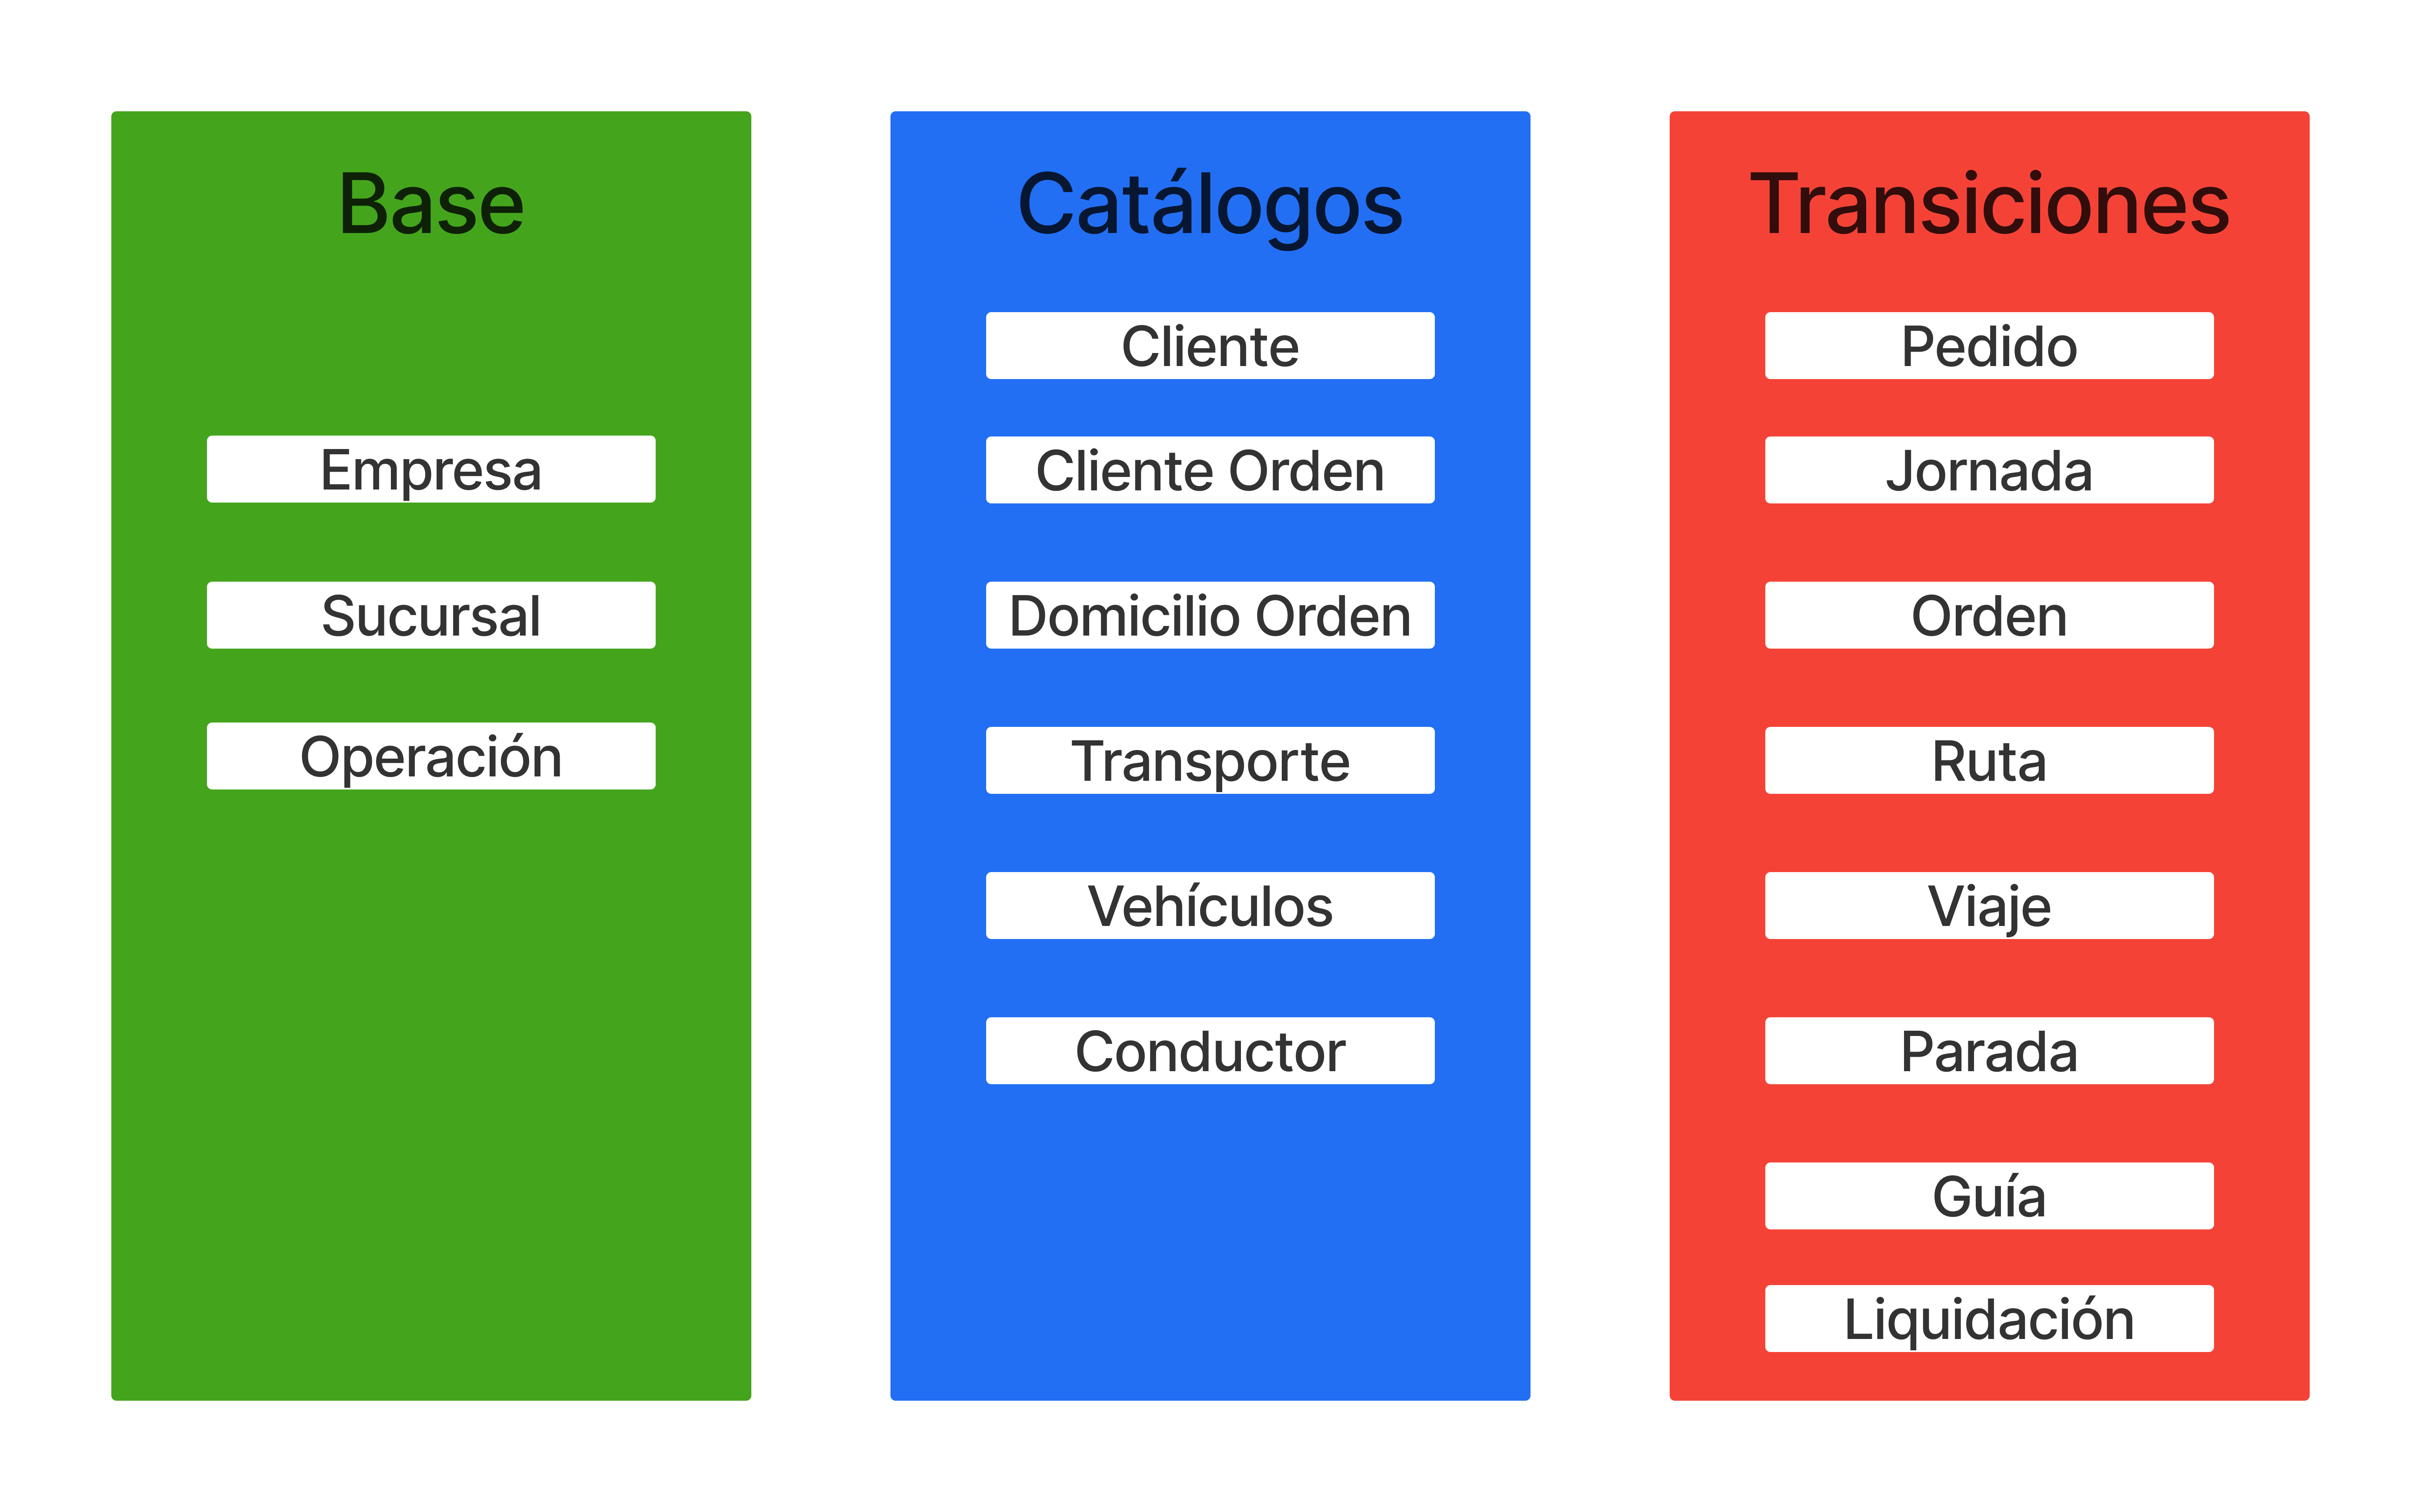 Base
Empresa
Sucursal
Operación
Catálogos
Cliente
Cliente Orden
Domicilio Orden
Transporte
Vehículos
Conductor
Transiciones
Pedido
Jornada
Orden
Ruta
Viaje
Parada
Guía
Liquidación